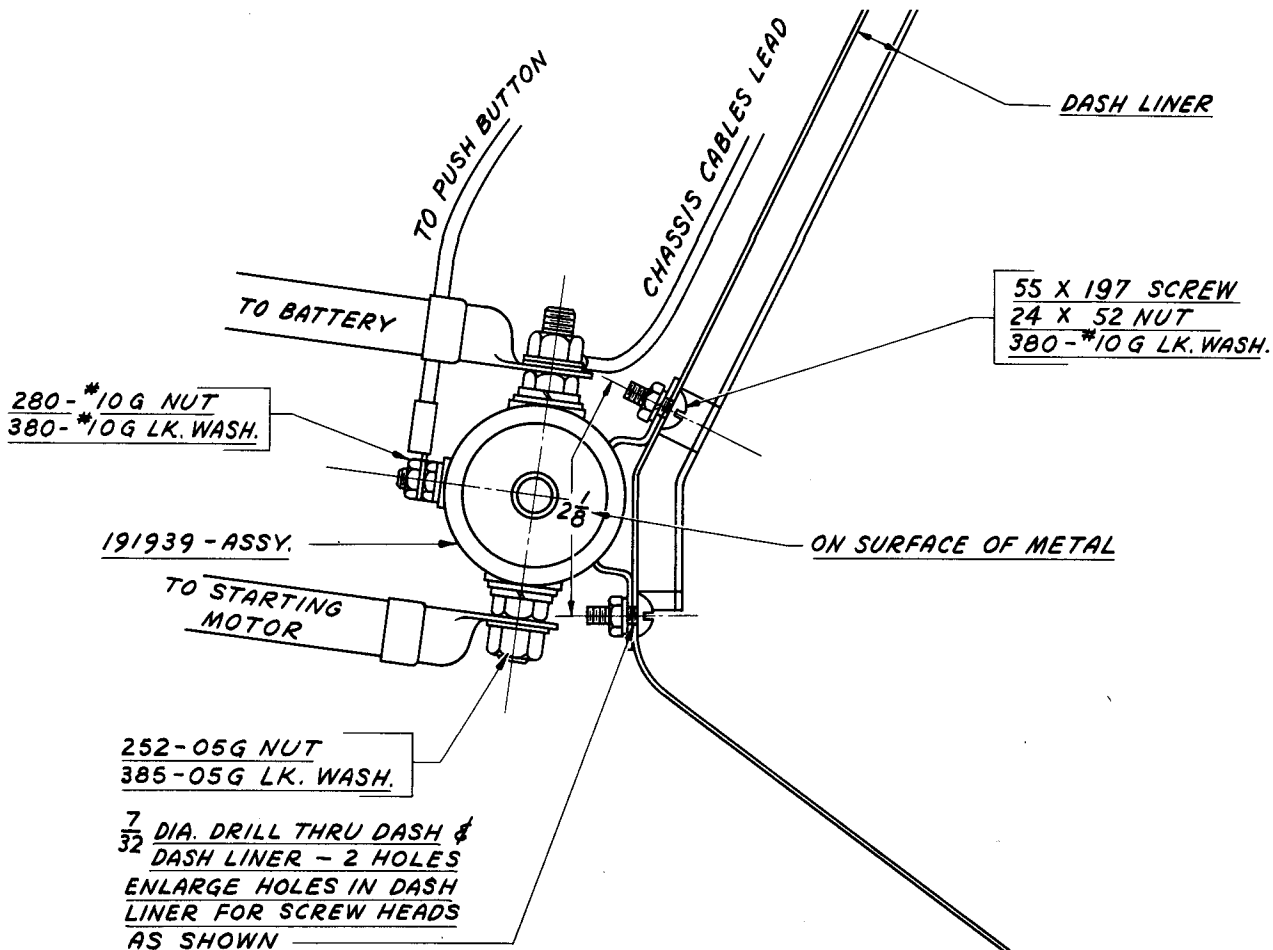 TO PUSH BUTTON
CHASSIS CABLES LEAD
DASH LINER
TO BATTERY
55 X 197 SCREW
24 X 52 NUT
380-#10 G LK. WASH.
280-#10 G NUT
380-#10 G LK. WASH.
2 1/8
191939-ASSY.
ON SURFACE OF METAL
TO STARTING
MOTOR
252-05G NUT
385-05G LK. WASH.
7/32 DIA. DRILL THRU DASH &
DASH LINER - 2 HOLES
ENLARGE HOLES IN DASH
LINER FOR SCREW HEADS
AS SHOWN